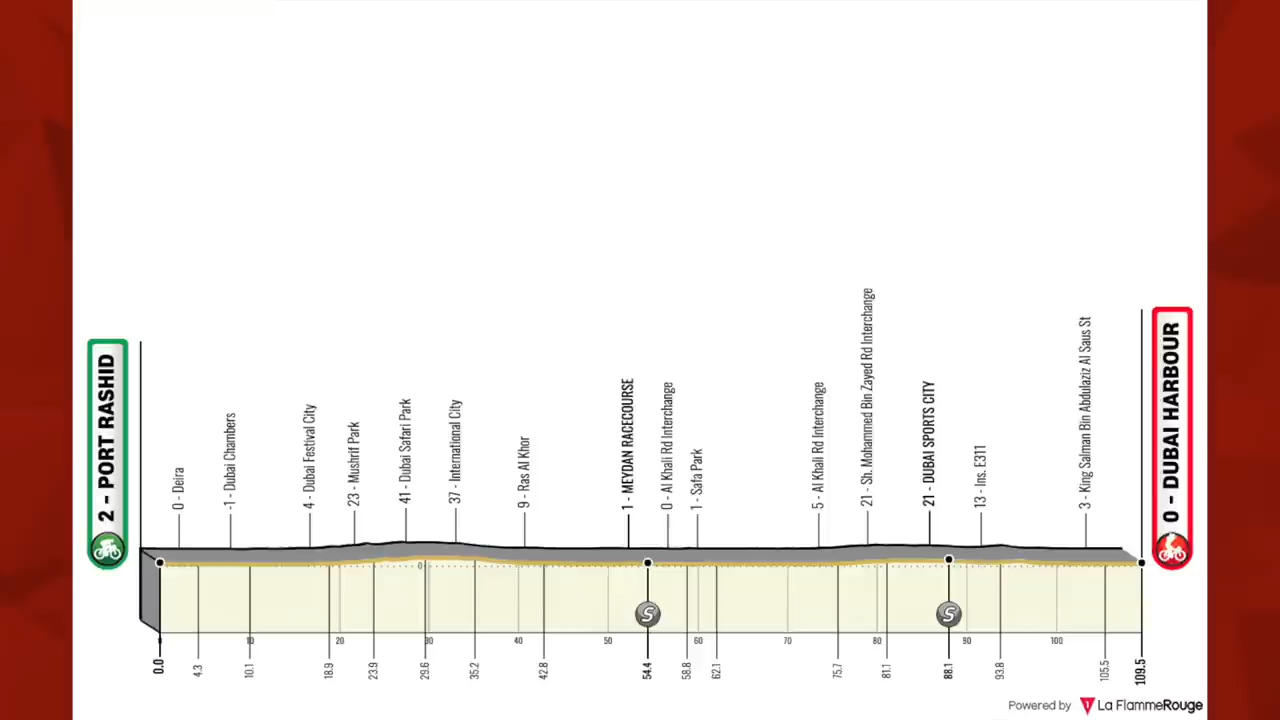 2 - PORT RASHID
0 - Deira
-1 - Dubai Chambers
4 - Dubai Festival City
23 - Mushrif Park
41 - Dubai Safari Park
37 - International City
9 - Ras Al Khor
1 - MEYDAN RACECOURSE
0 - Al Khali Rd Interchange
1 - Safa Park
5 - Al Khali Rd Interchange
21 - Sh. Mohammed Bin Zayed Rd Interchange
21 - DUBAI SPORTS CITY
13 - Ins. E311
3 - King Salman Bin Abdulaziz Al Saus St
0 - DUBAI HARBOUR
0
S
S
0 10 20 30 40 50 60 70 80 90 100
0.0 4.3 10.1 18.9 23.9 29.6 35.2 42.8 54.4 58.8 62.1 75.7 81.1 88.1 93.8 105.5 109.5
Powered by La FlammeRouge